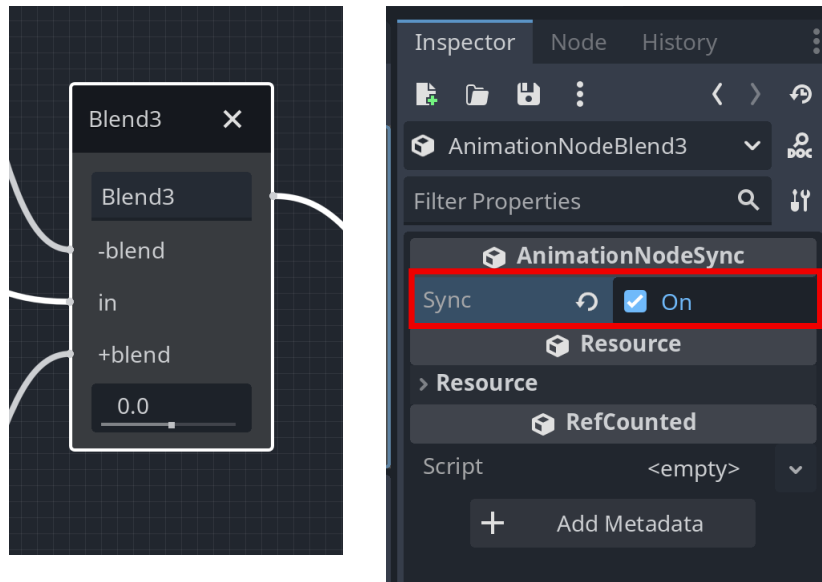 Blend3
Blend3
-blend
in
+blend
0.0
Inspector
Node
History
AnimationNodeBlend3
DOC
Filter Properties
AnimationNodeSync
Sync
On
Resource
Resource
RefCounted
Script
<empty>
Add Metadata